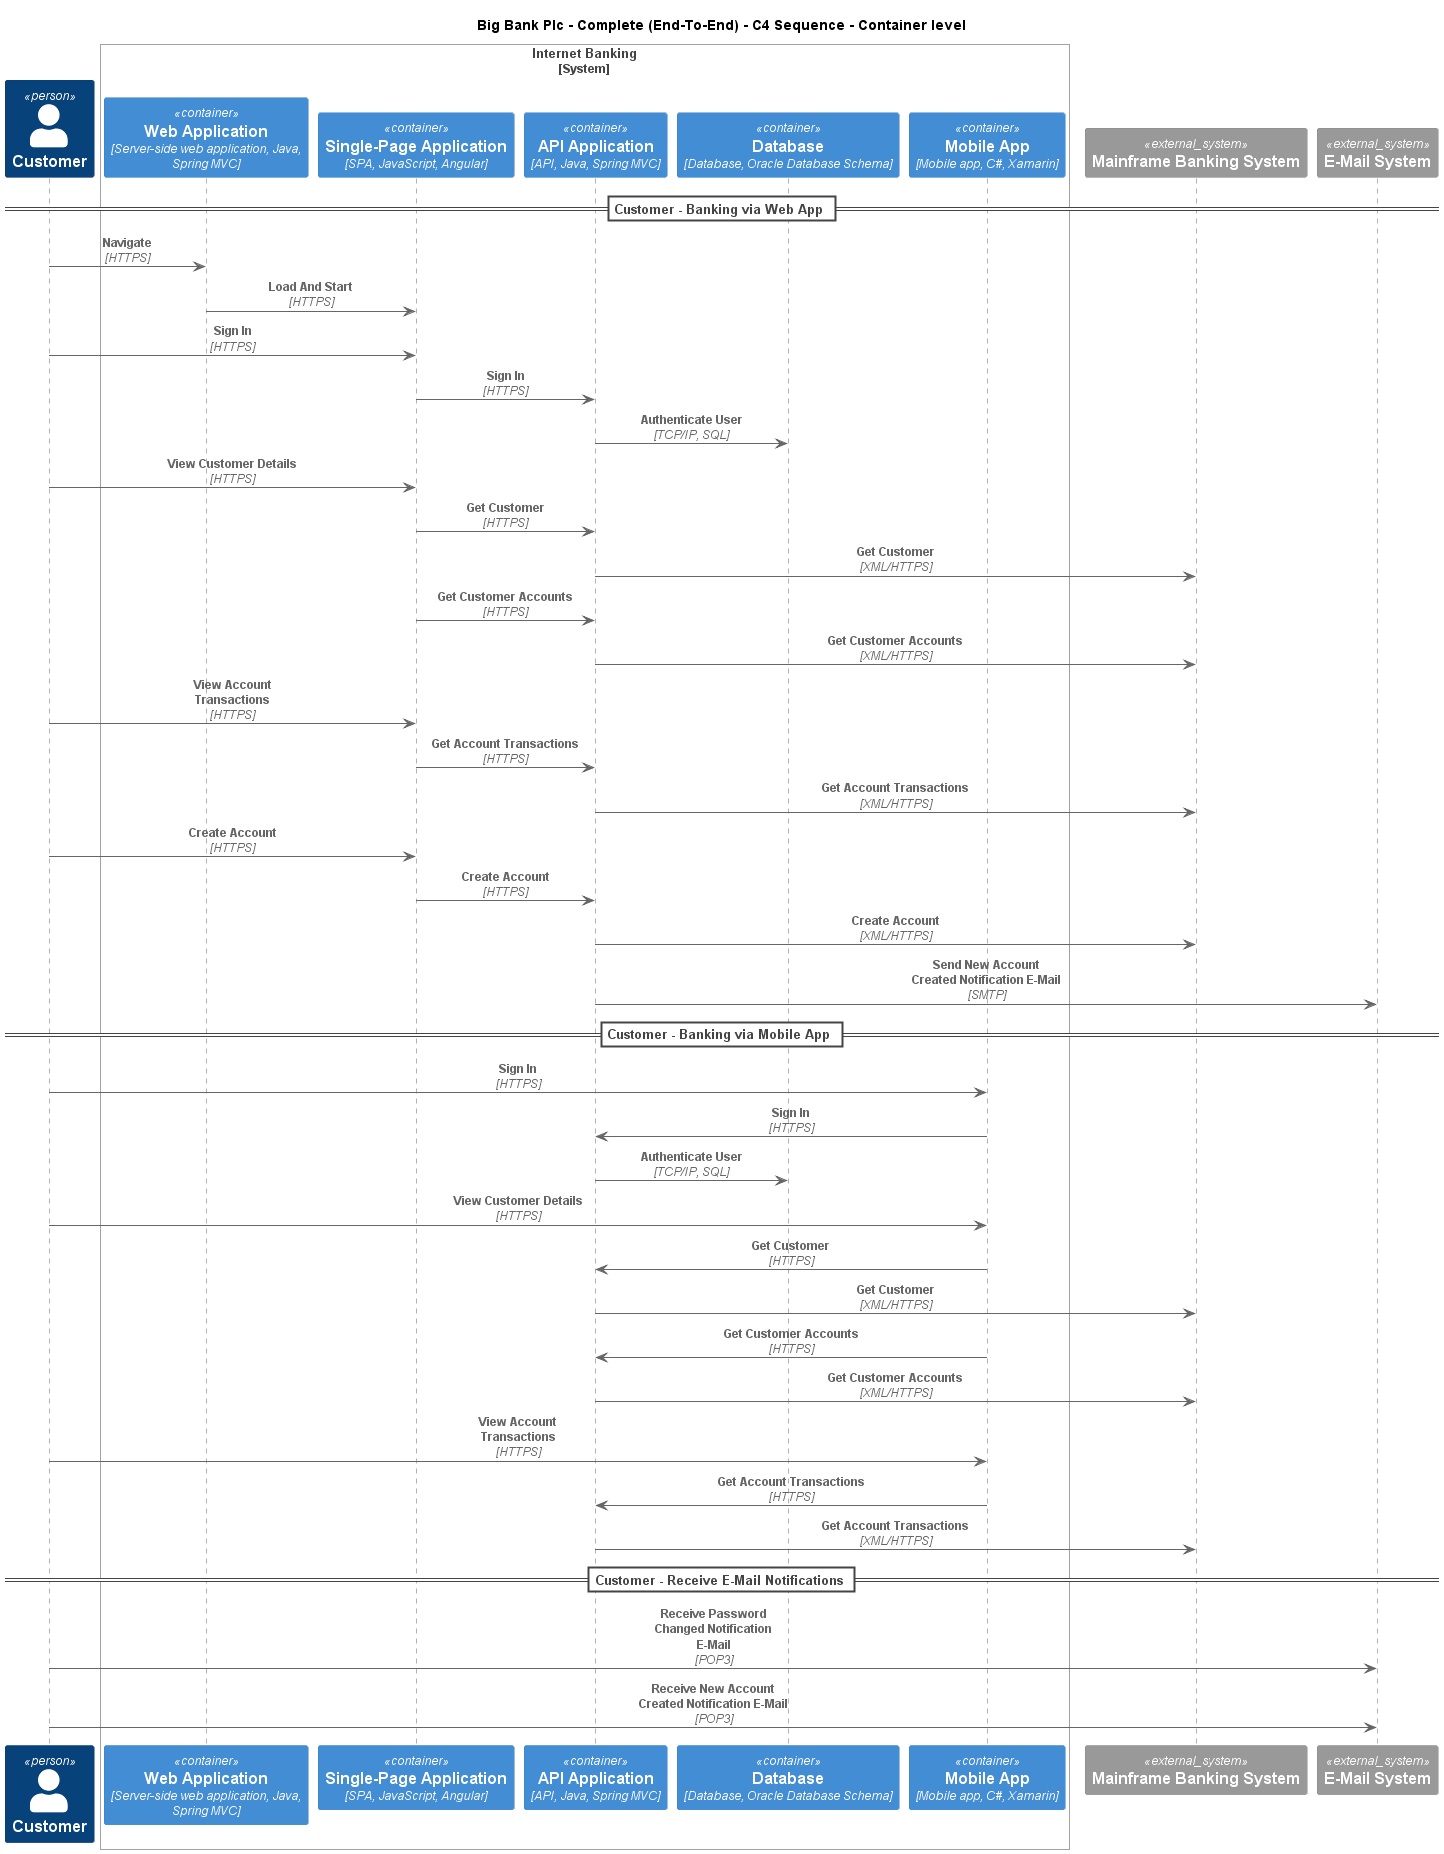 Big Bank Plc - Complete (End-To-End) - C4 Sequence - Container level
Internet Banking
[System]
«person»
Customer
«container»
Web Application
[Server-side web application, Java,
Spring MVC]
«container»
Single-Page Application
[SPA, JavaScript, Angular]
«container»
API Application
[API, Java, Spring MVC]
«container»
Database
[Database, Oracle Database Schema]
«container»
Mobile App
[Mobile app, C#, Xamarin]
«external_system»
Mainframe Banking System
«external_system»
E-Mail System
Customer - Banking via Web App
Navigate
[HTTPS]
Load And Start
[HTTPS]
Sign In
[HTTPS]
Sign In
[HTTPS]
Authenticate User
[TCP/IP, SQL]
View Customer Details
[HTTPS]
Get Customer
[HTTPS]
Get Customer
[XML/HTTPS]
Get Customer Accounts
[HTTPS]
Get Customer Accounts
[XML/HTTPS]
View Account
Transactions
[HTTPS]
Get Account Transactions
[HTTPS]
Get Account Transactions
[XML/HTTPS]
Create Account
[HTTPS]
Create Account
[HTTPS]
Create Account
[XML/HTTPS]
Send New Account
Created Notification E-Mail
[SMTP]
Customer - Banking via Mobile App
Sign In
[HTTPS]
Sign In
[HTTPS]
Authenticate User
[TCP/IP, SQL]
View Customer Details
[HTTPS]
Get Customer
[HTTPS]
Get Customer
[XML/HTTPS]
Get Customer Accounts
[HTTPS]
Get Customer Accounts
[XML/HTTPS]
View Account
Transactions
[HTTPS]
Get Account Transactions
[HTTPS]
Get Account Transactions
[XML/HTTPS]
Customer - Receive E-Mail Notifications
Receive Password
Changed Notification
E-Mail
[POP3]
Receive New Account
Created Notification E-Mail
[POP3]
«person»
Customer
«container»
Web Application
[Server-side web application, Java,
Spring MVC]
«container»
Single-Page Application
[SPA, JavaScript, Angular]
«container»
API Application
[API, Java, Spring MVC]
«container»
Database
[Database, Oracle Database Schema]
«container»
Mobile App
[Mobile app, C#, Xamarin]
«external_system»
Mainframe Banking System
«external_system»
E-Mail System